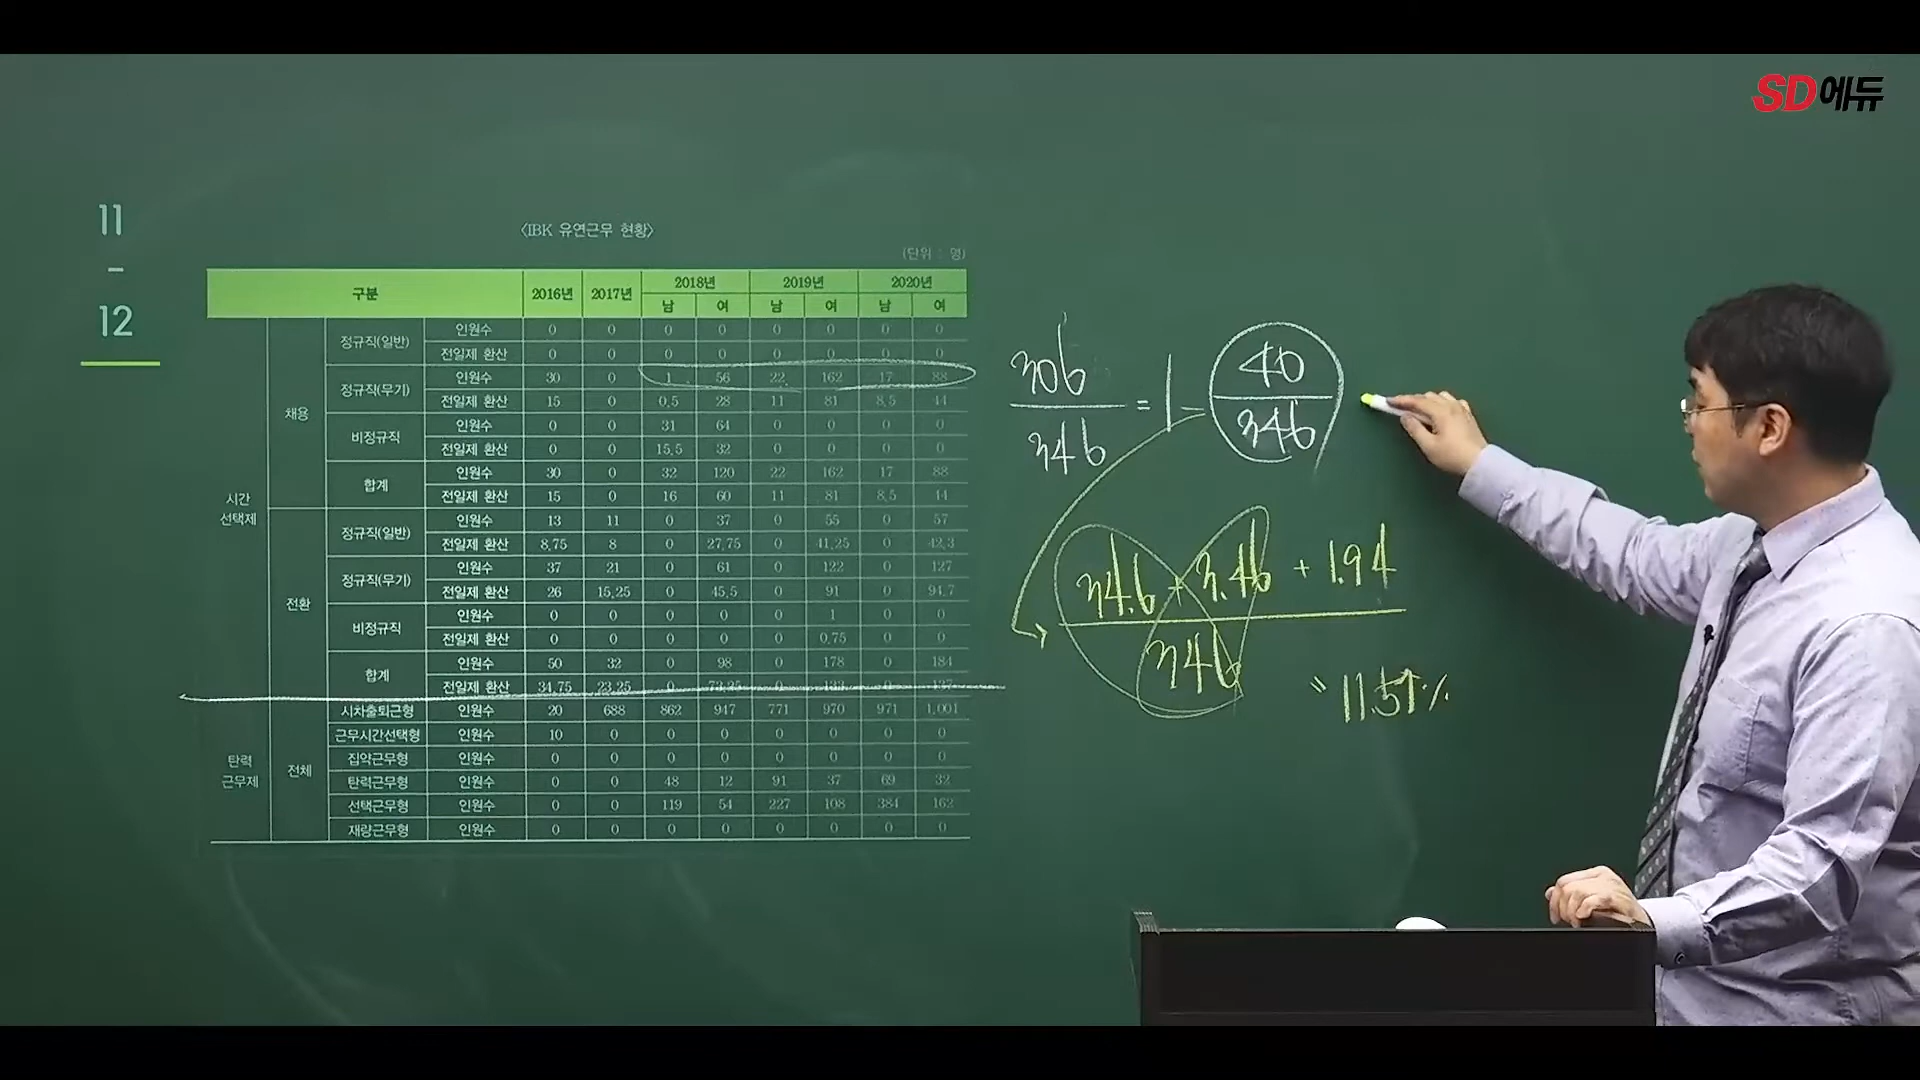 SD에듀
11
-
12
〈IBK 유연근무 현황〉
(단위 : 명)
구분 2016년 2017년 2018년 2019년 2020년
남 여 남 여 남 여
시간선택제 채용 정규직(일반) 인원수 0 0 0 0 0 0 0 0
전일제 환산 0 0 0 0 0 0 0 0
정규직(무기) 인원수 30 0 1 56 22 162 17 88
전일제 환산 15 0 0.5 28 11 81 8.5 44
비정규직 인원수 0 0 31 64 0 0 0 0
전일제 환산 0 0 15.5 32 0 0 0 0
합계 인원수 30 0 32 120 22 162 17 88
전일제 환산 15 0 16 60 11 81 8.5 44
전환 정규직(일반) 인원수 13 11 0 37 0 55 0 57
전일제 환산 8.75 8 0 27.75 0 41.25 0 42.3
정규직(무기) 인원수 37 21 0 61 0 122 0 127
전일제 환산 26 15.25 0 45.5 0 91 0 94.7
비정규직 인원수 0 0 0 0 0 1 0 0
전일제 환산 0 0 0 0 0 0.75 0 0
합계 인원수 50 32 0 98 0 178 0 184
전일제 환산 34.75 23.25 0 73.25 0 133 0 137
탄력근무제 전체 시차출퇴근형 인원수 20 688 862 947 771 970 971 1,001
근무시간선택형 인원수 10 0 0 0 0 0 0 0
집약근무형 인원수 0 0 0 0 0 0 0 0
탄력근무형 인원수 0 0 48 12 91 37 69 32
선택근무형 인원수 0 0 119 54 227 108 384 162
재량근무형 인원수 0 0 0 0 0 0 0 0
306
346
= 1 -
40
346
34.6 + 3.46 + 1.94
346
11.57%